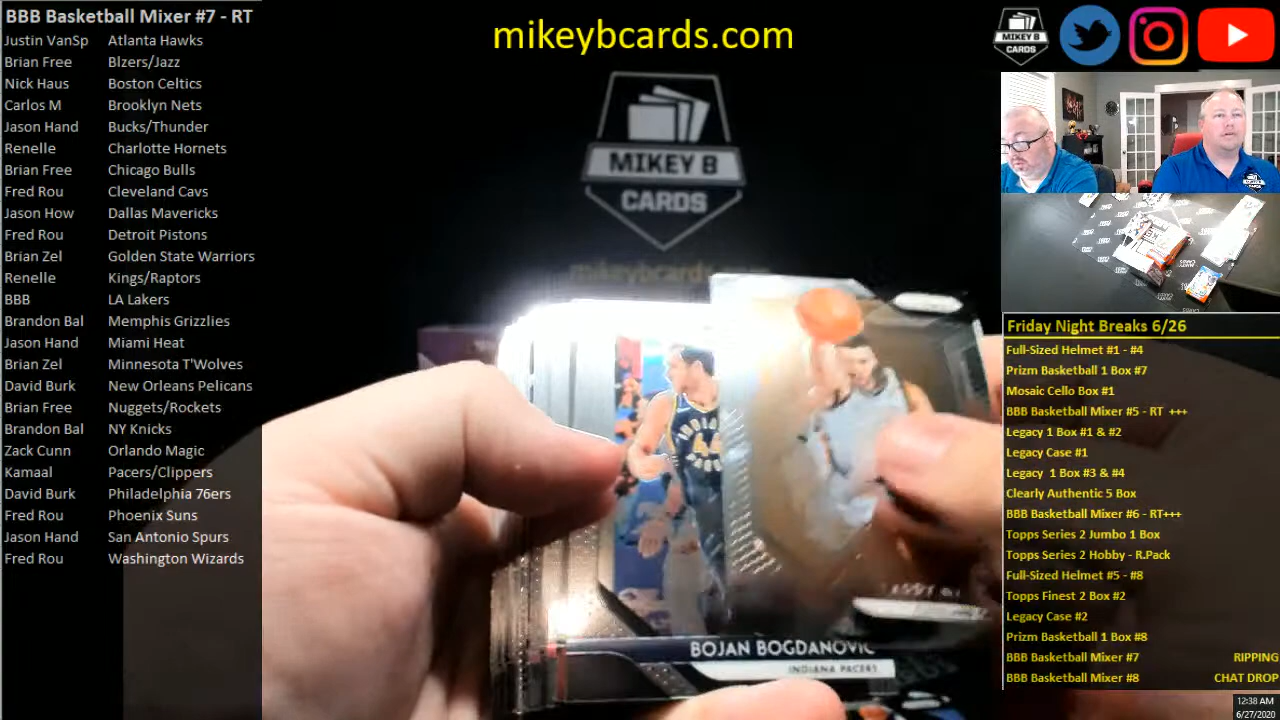 BBB Basketball Mixer #7 - RT
Justin VanSp Atlanta Hawks
Brian Free Blzers/Jazz
Nick Haus Boston Celtics
Carlos M Brooklyn Nets
Jason Hand Bucks/Thunder
Renelle Charlotte Hornets
Brian Free Chicago Bulls
Fred Rou Cleveland Cavs
Jason How Dallas Mavericks
Fred Rou Detroit Pistons
Brian Zel Golden State Warriors
Renelle Kings/Raptors
BBB LA Lakers
Brandon Bal Memphis Grizzlies
Jason Hand Miami Heat
Brian Zel Minnesota T'Wolves
David Burk New Orleans Pelicans
Brian Free Nuggets/Rockets
Brandon Bal NY Knicks
Zack Cunn Orlando Magic
Kamaal Pacers/Clippers
David Burk Philadelphia 76ers
Fred Rou Phoenix Suns
Jason Hand San Antonio Spurs
Fred Rou Washington Wizards
mikeybcards.com
MIKEY B
CARDS
mikeybcards.com
INDIANA
44
BOJAN BOGDANOVIC
INDIANA PACERS
MIKEY B
CARDS
Friday Night Breaks 6/26
Full-Sized Helmet #1 - #4
Prizm Basketball 1 Box #7
Mosaic Cello Box #1
BBB Basketball Mixer #5 - RT +++
Legacy 1 Box #1 & #2
Legacy Case #1
Legacy 1 Box #3 & #4
Clearly Authentic 5 Box
BBB Basketball Mixer #6 - RT+++
Topps Series 2 Jumbo 1 Box
Topps Series 2 Hobby - R.Pack
Full-Sized Helmet #5 - #8
Topps Finest 2 Box #2
Legacy Case #2
Prizm Basketball 1 Box #8
BBB Basketball Mixer #7 RIPPING
BBB Basketball Mixer #8 CHAT DROP
12:38 AM
6/27/2020